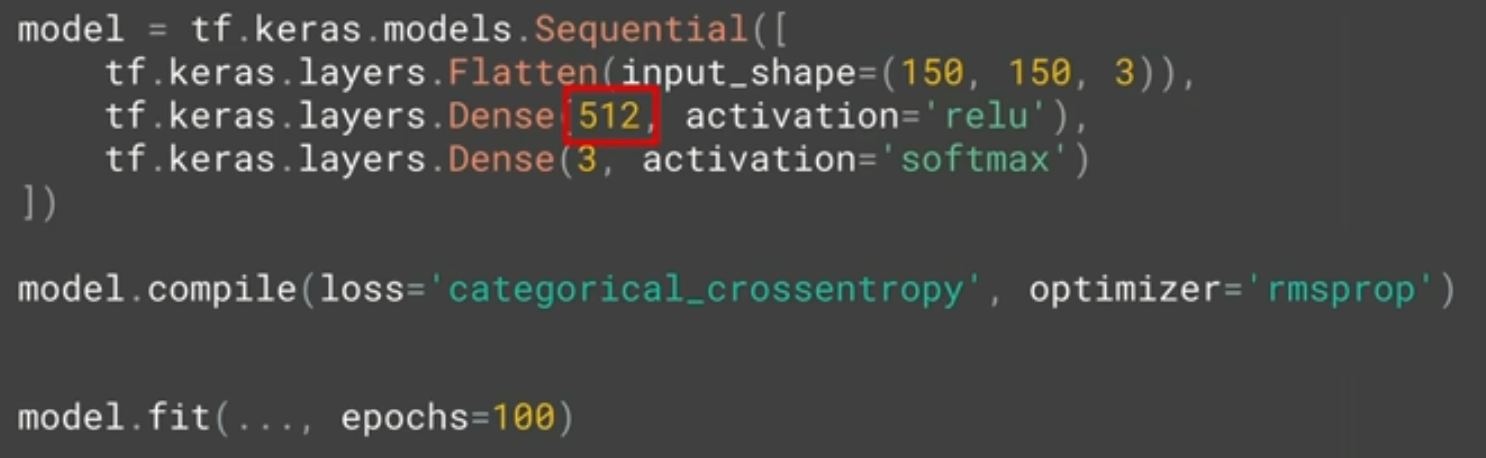 model = tf.keras.models.Sequential([
    tf.keras.layers.Flatten(input_shape=(150, 150, 3)),
    tf.keras.layers.Dense(512, activation='relu'),
    tf.keras.layers.Dense(3, activation='softmax')
])
model.compile(loss='categorical_crossentropy', optimizer='rmsprop')
model.fit(..., epochs=100)